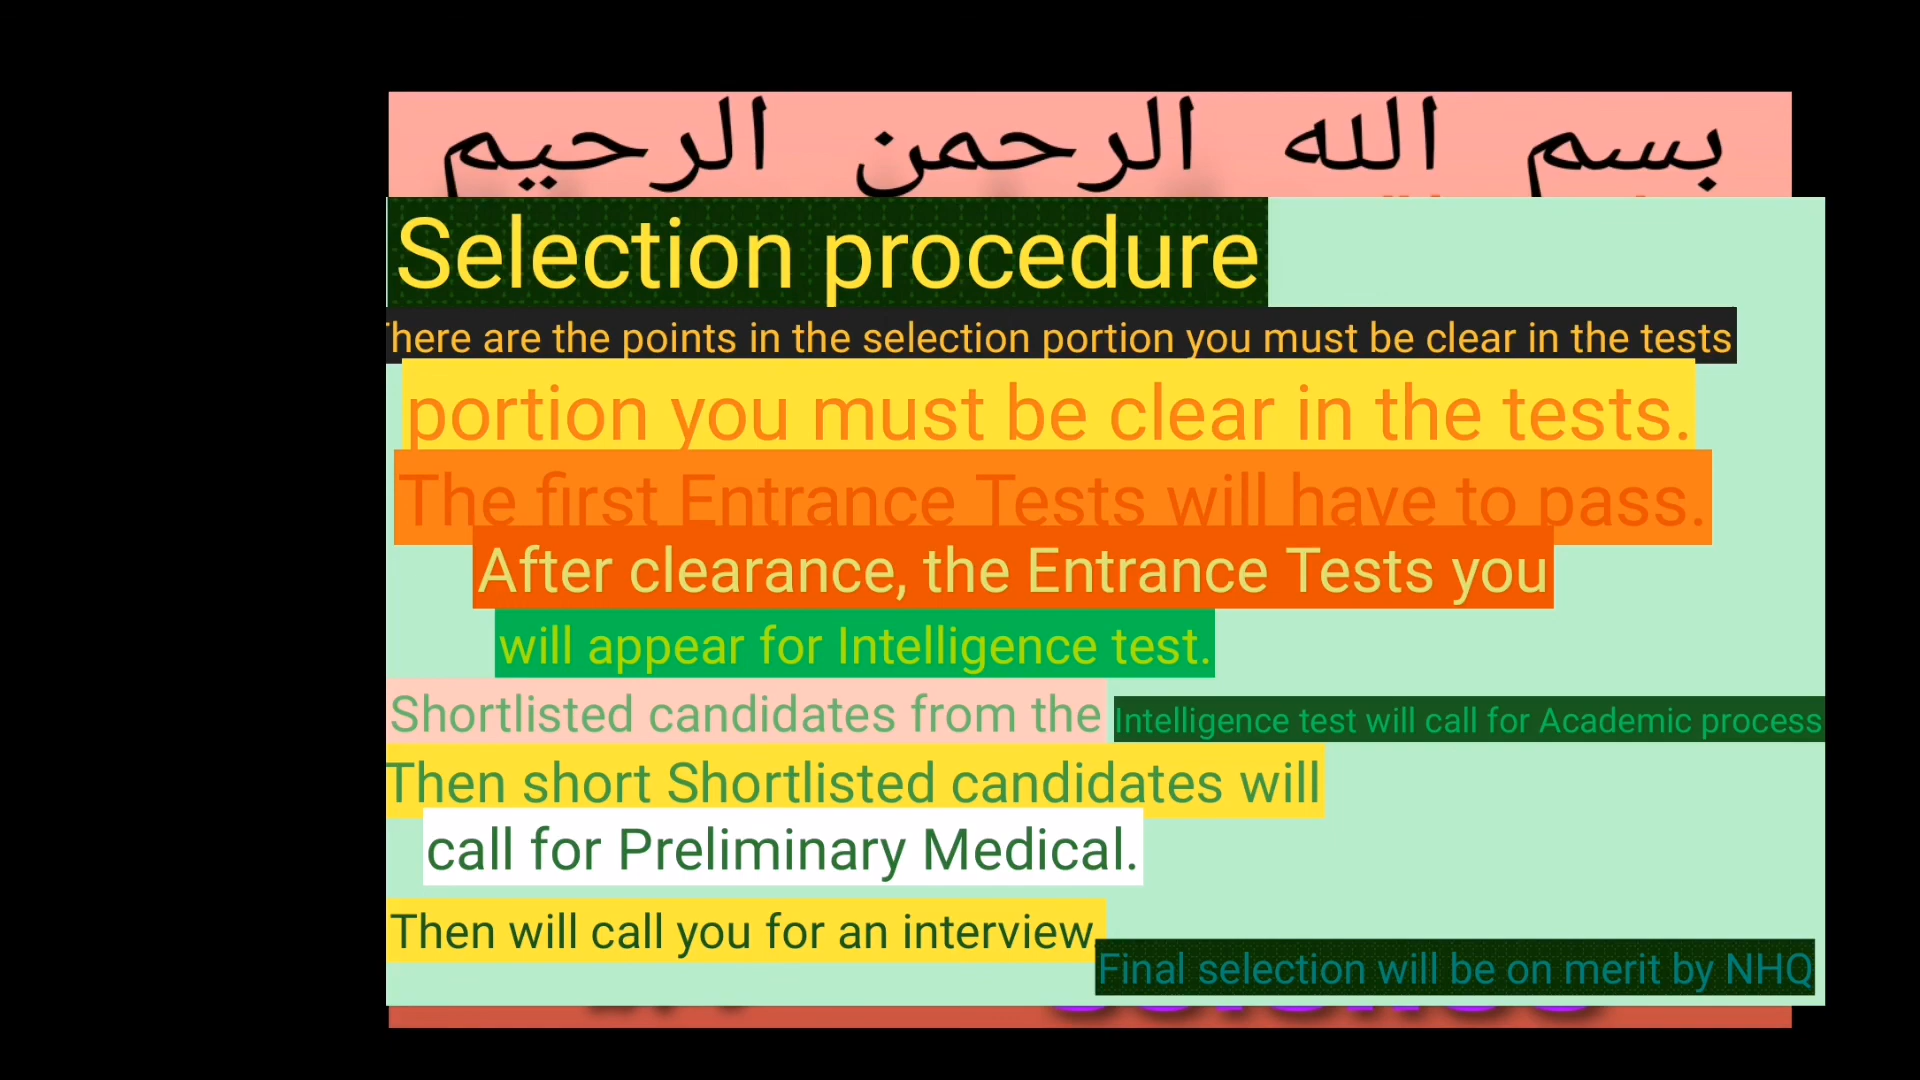 بسم الله الرحمن الرحيم
Selection procedure
here are the points in the selection portion you must be clear in the tests
portion you must be clear in the tests.
The first Entrance Tests will have to pass.
After clearance, the Entrance Tests you
will appear for Intelligence test.
Shortlisted candidates from the Intelligence test will call for Academic process
Then short Shortlisted candidates will
call for Preliminary Medical.
Then will call you for an interview.
Final selection will be on merit by NHQ